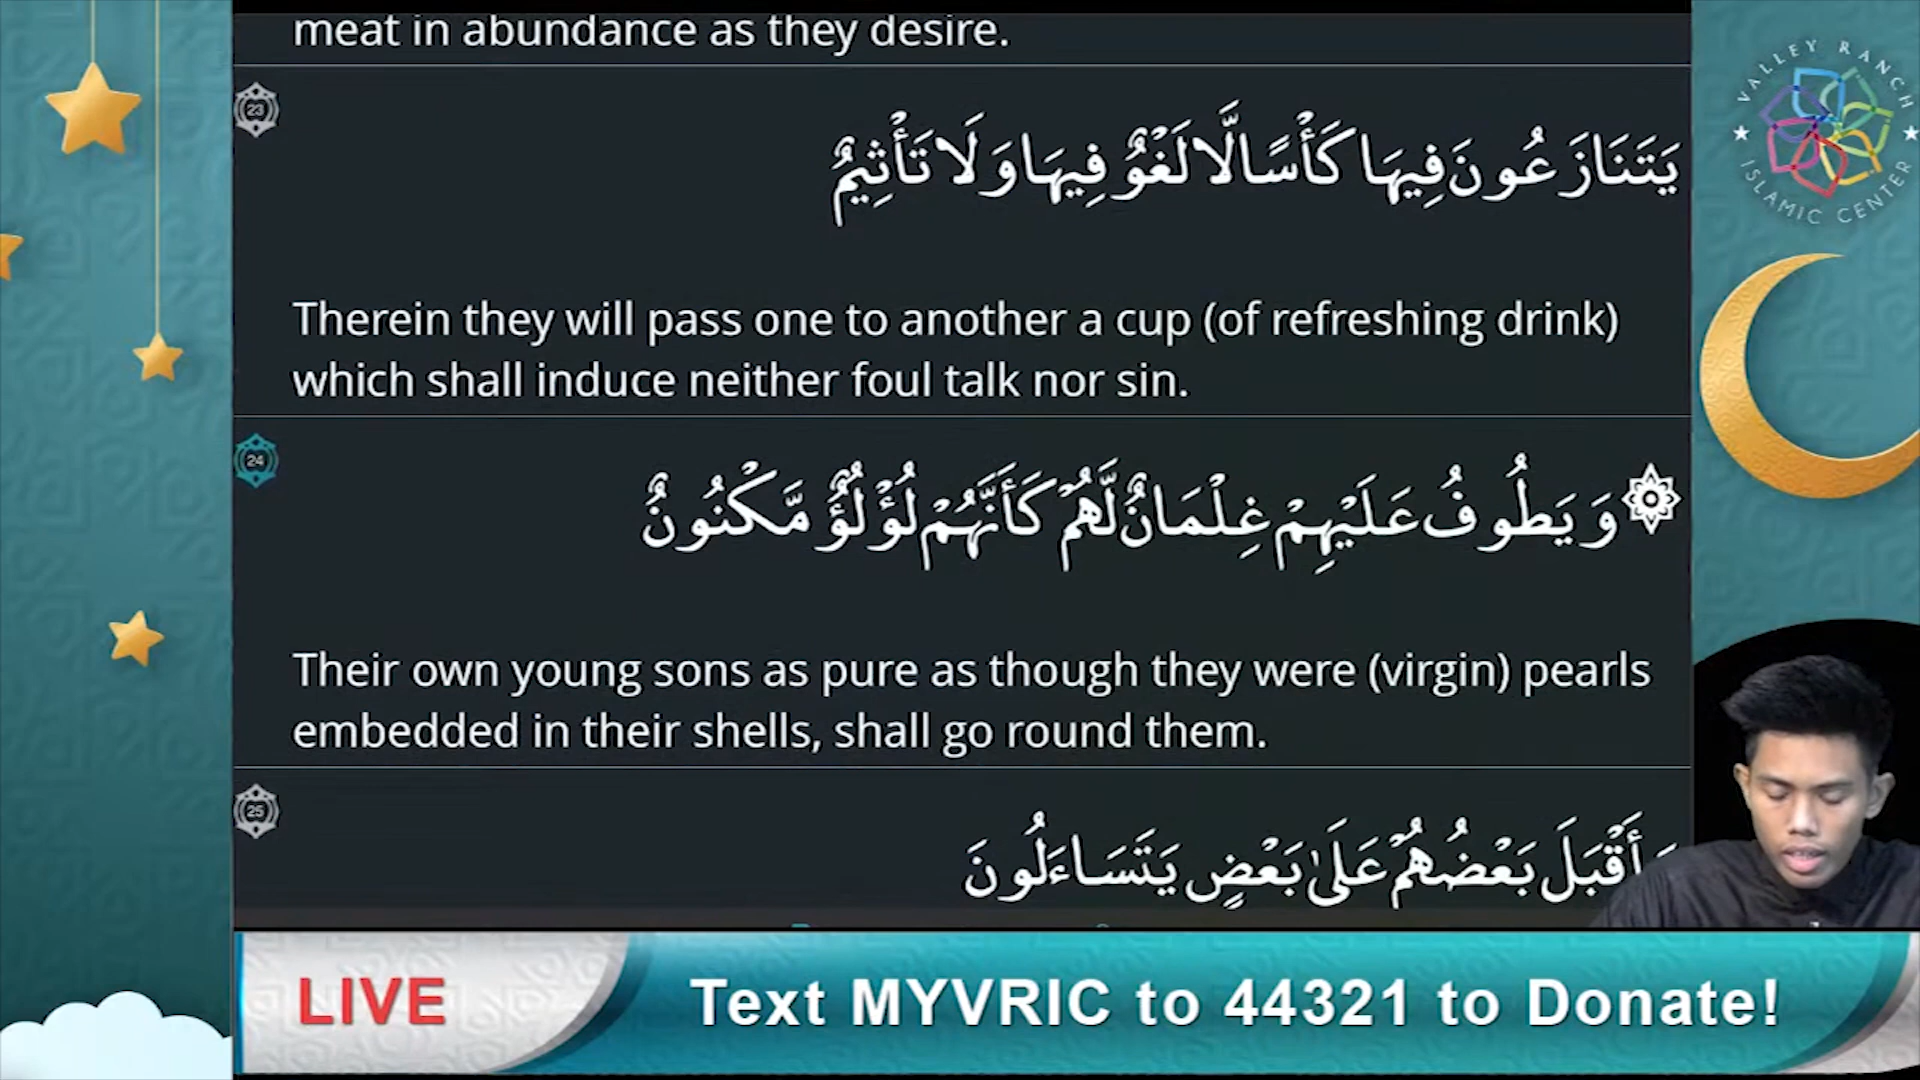 meat in abundance as they desire.
VALLEY RANCH
ISLAMIC CENTER
23
يَتَنَازَعُونَ فِيهَا كَأْسًا لَّا لَغْوٌ فِيهَا وَلَا تَأْثِيمٌ
Therein they will pass one to another a cup (of refreshing drink)
which shall induce neither foul talk nor sin.
24
۞ وَيَطُوفُ عَلَيْهِمْ غِلْمَانٌ لَّهُمْ كَأَنَّهُمْ لُؤْلُؤٌ مَّكْنُونٌ
Their own young sons as pure as though they were (virgin) pearls
embedded in their shells, shall go round them.
25
أَقْبَلَ بَعْضُهُمْ عَلَىٰ بَعْضٍ يَتَسَاءَلُونَ
LIVE
Text MYVRIC to 44321 to Donate!